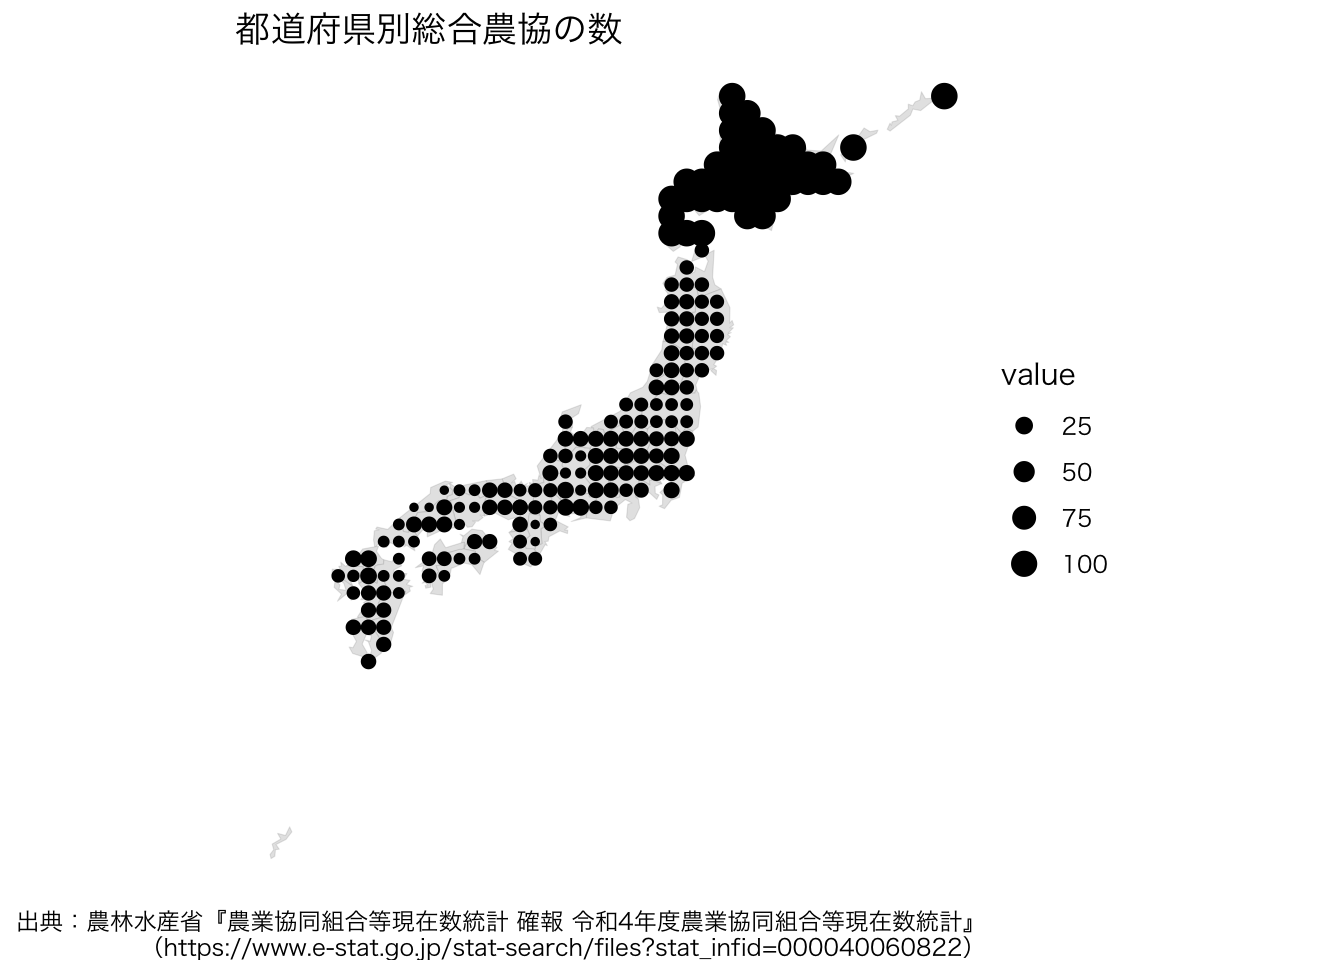 都道府県別総合農協の数
value
25
50
75
100
出典：農林水産省『農業協同組合等現在数統計 確報 令和4年度農業協同組合等現在数統計』
（https://www.e-stat.go.jp/stat-search/files?stat_infid=000040060822）